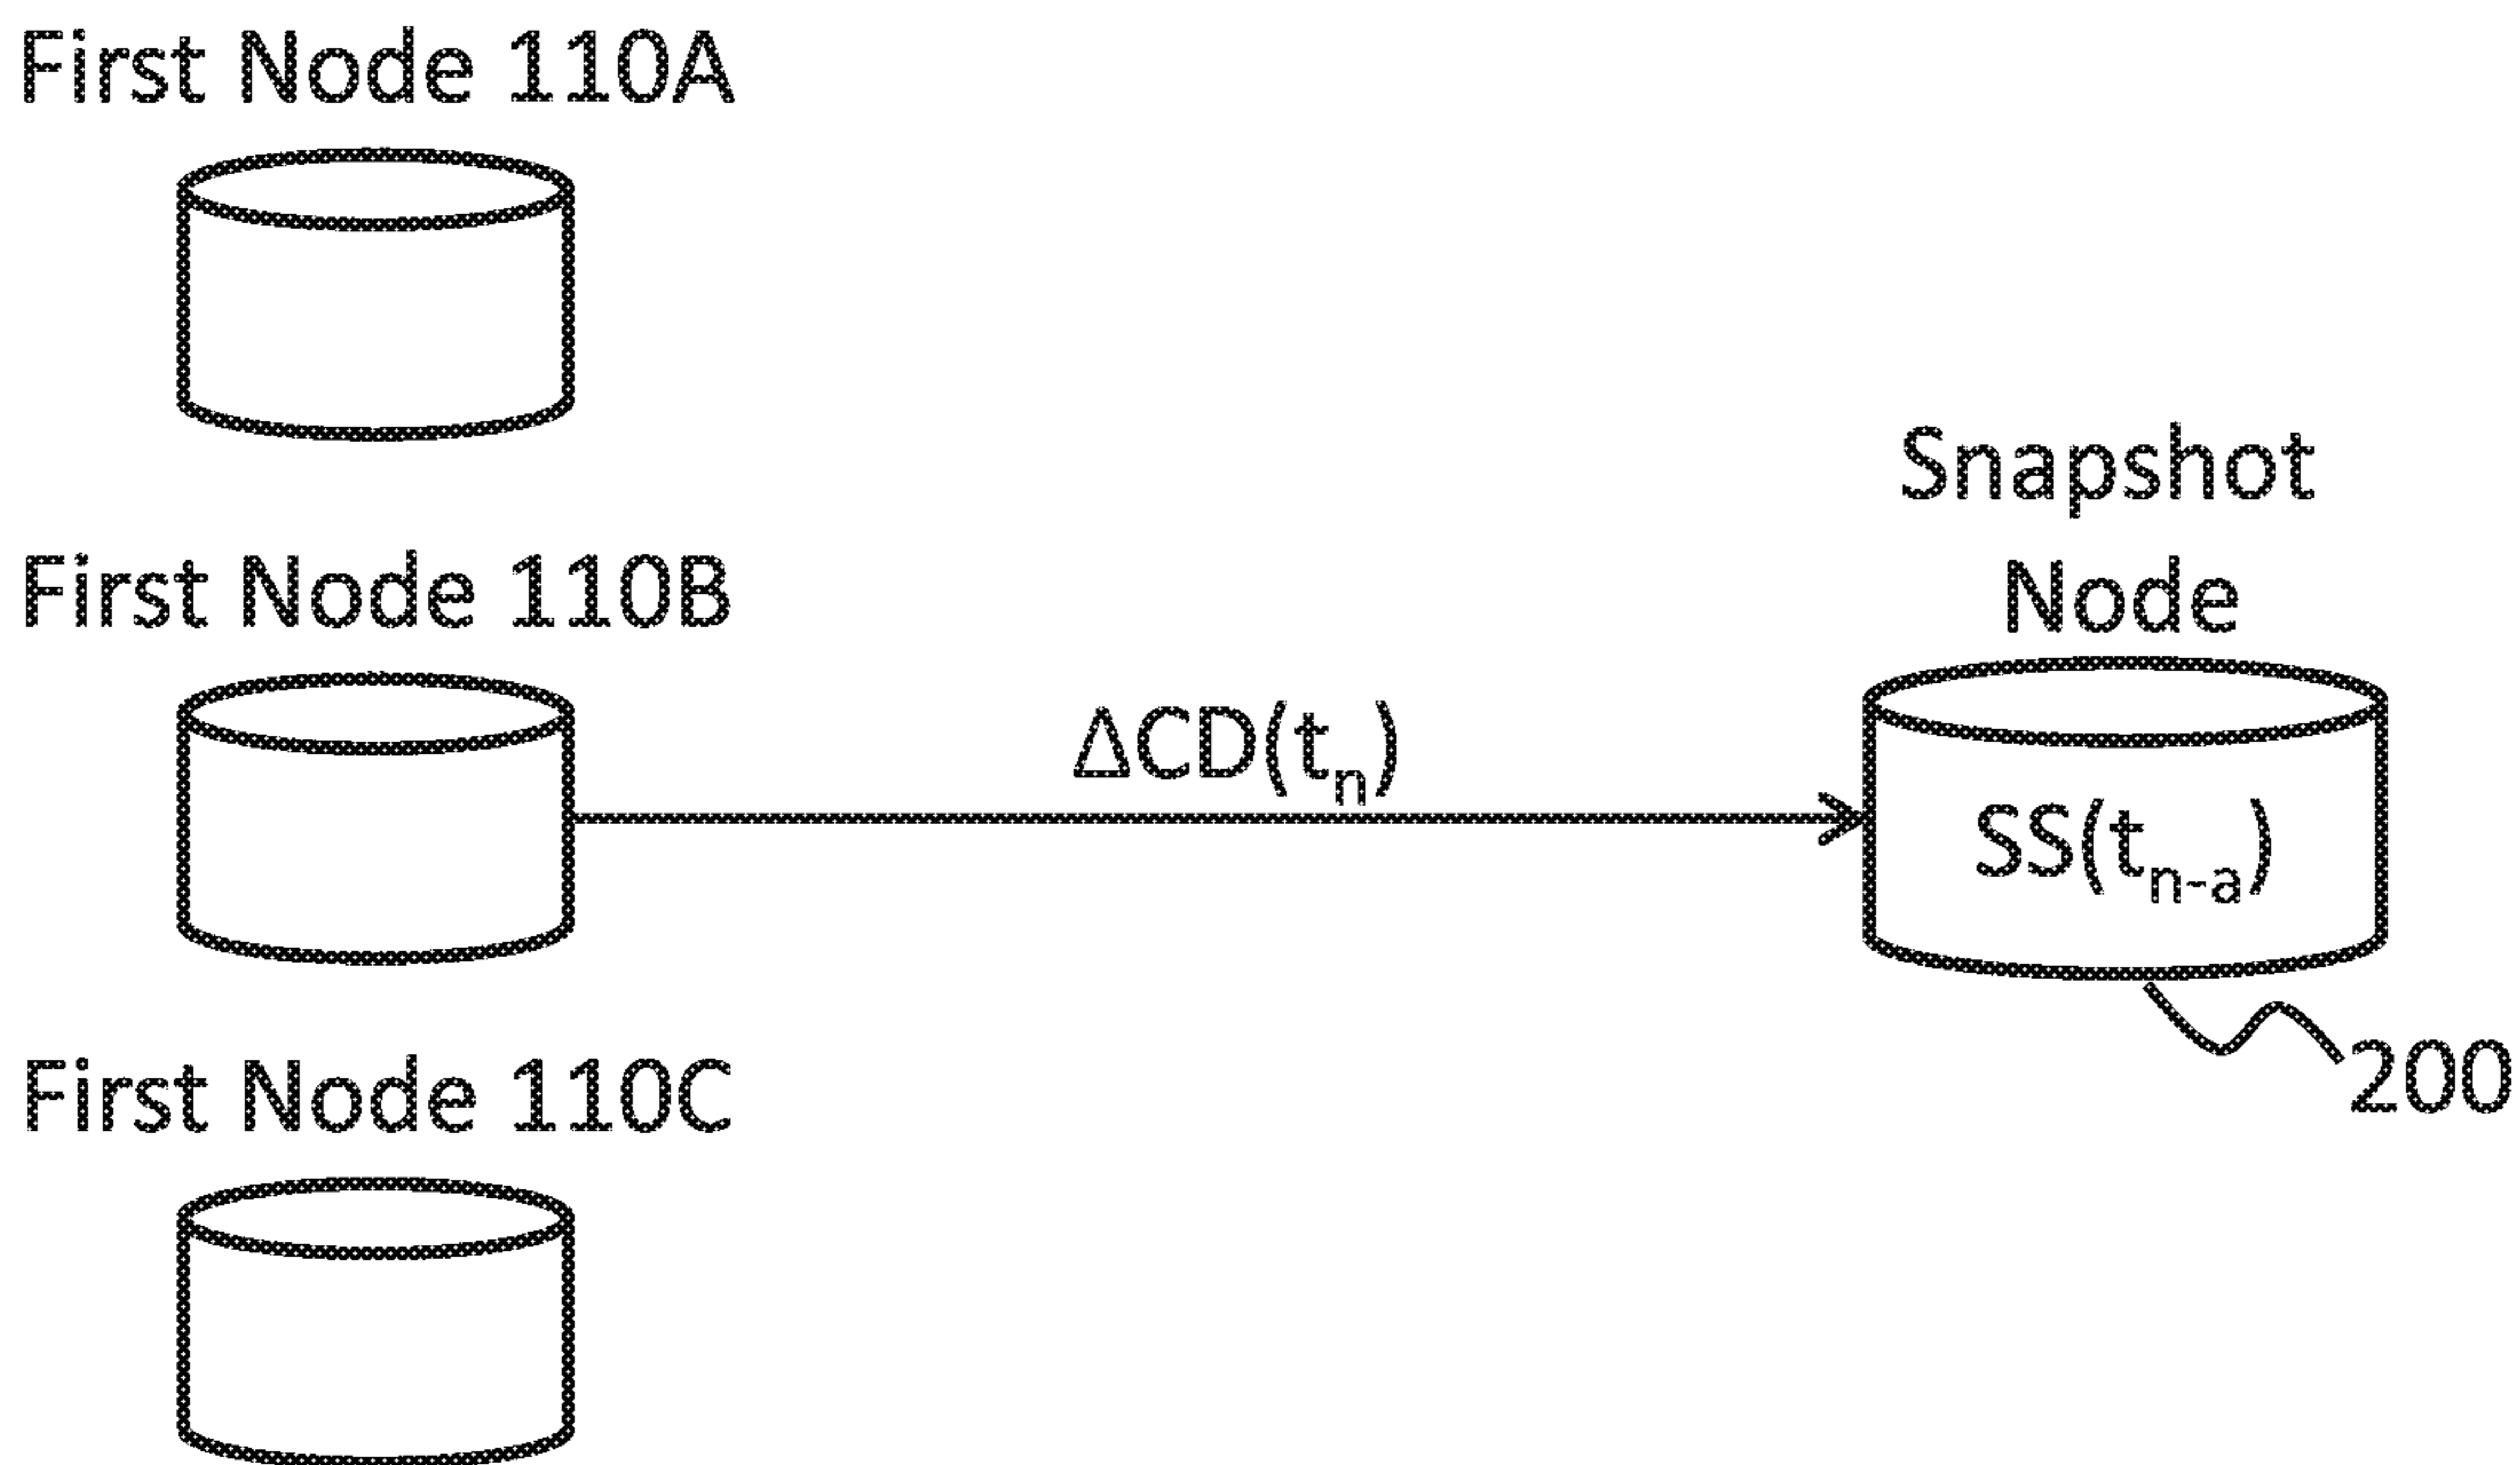 First Node 110A
Snapshot
Node
First Node 110B
ΔCD(tₙ)
SS(tₙ₋ₐ)
First Node 110C
200